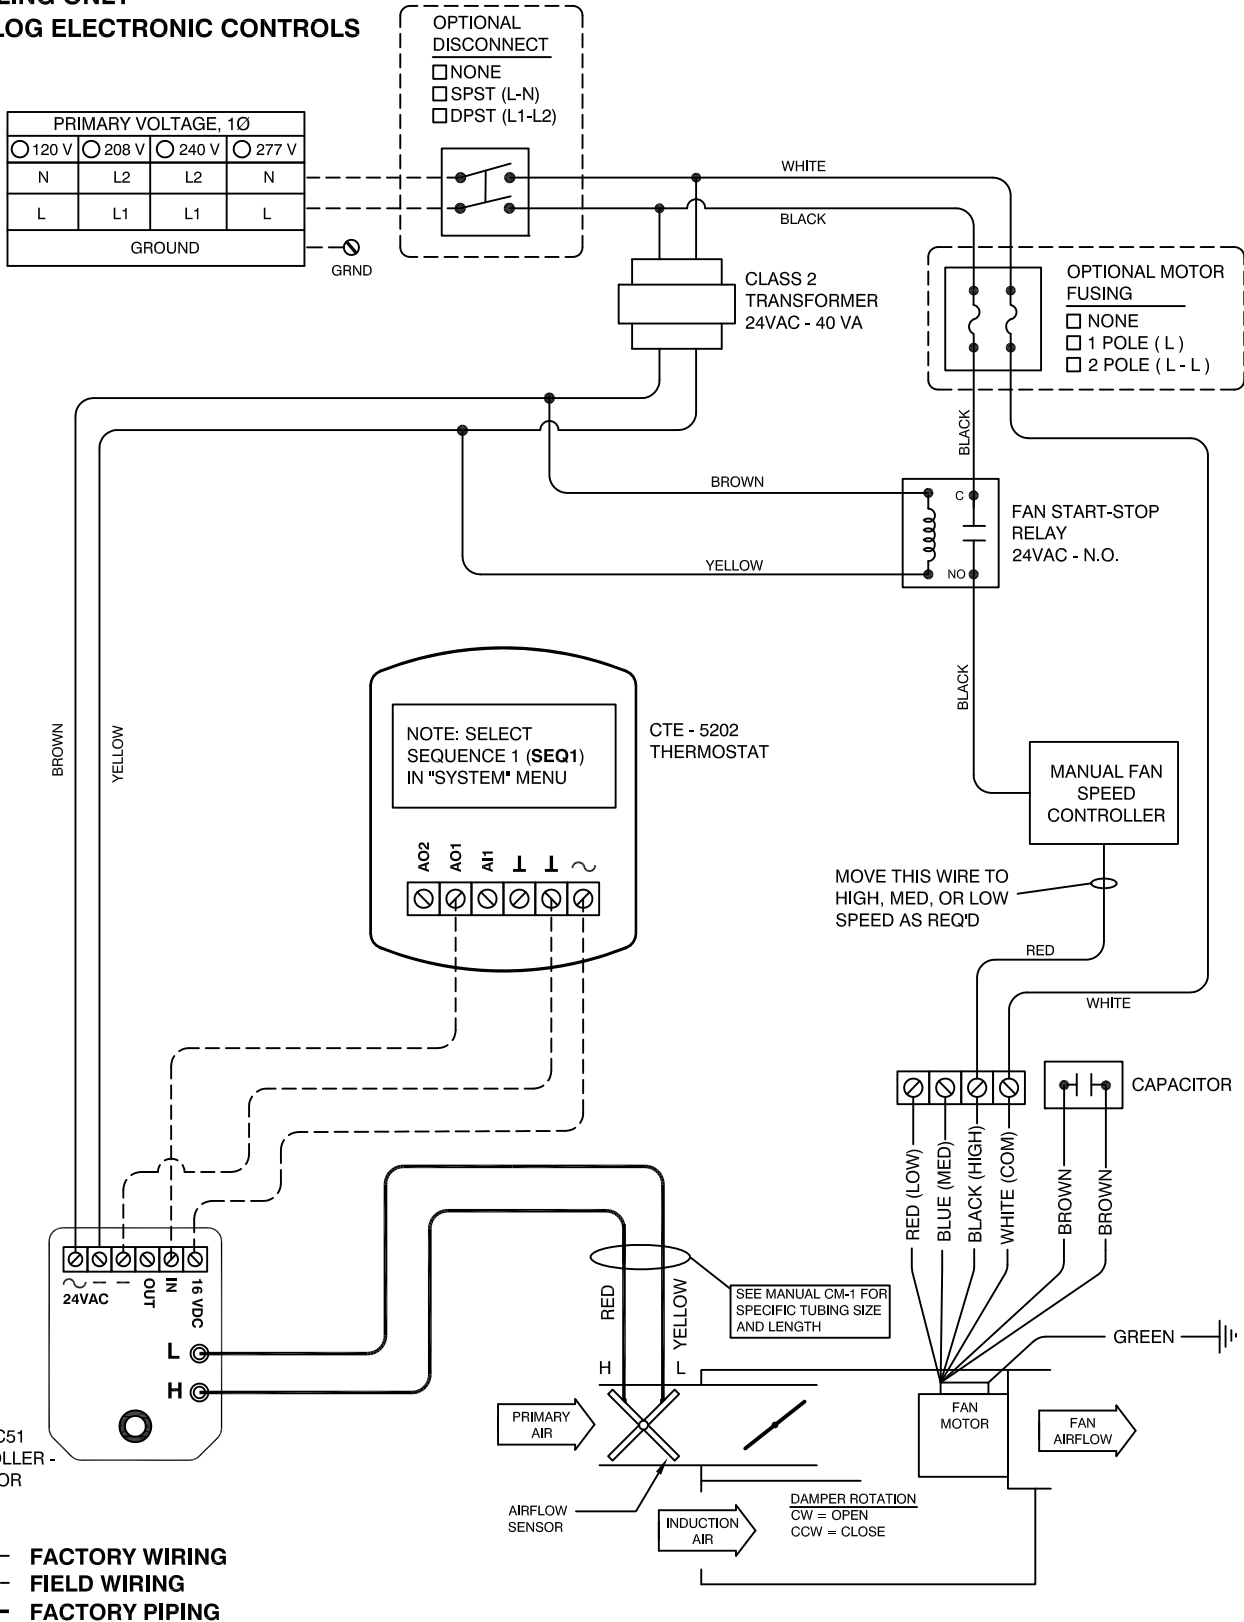 LOG ELECTRONIC CONTROLS
OPTIONAL
DISCONNECT
NONE
SPST (L-N)
DPST (L1-L2)
PRIMARY VOLTAGE, 1Ø
120 V 208 V 240 V 277 V
N L2 L2 N
L L1 L1 L
GROUND
GRND
WHITE
BLACK
CLASS 2
TRANSFORMER
24VAC - 40 VA
OPTIONAL MOTOR
FUSING
NONE
1 POLE ( L )
2 POLE ( L - L )
BLACK
BROWN
YELLOW
C
NO
FAN START-STOP
RELAY
24VAC - N.O.
BLACK
BROWN
YELLOW
NOTE: SELECT
SEQUENCE 1 (SEQ1)
IN "SYSTEM" MENU
CTE - 5202
THERMOSTAT
AO2 AO1 AI1
MANUAL FAN
SPEED
CONTROLLER
MOVE THIS WIRE TO
HIGH, MED, OR LOW
SPEED AS REQ'D
RED
WHITE
CAPACITOR
RED (LOW)
BLUE (MED)
BLACK (HIGH)
WHITE (COM)
BROWN
BROWN
24VAC
OUT
IN
16 VDC
L
H
RED
YELLOW
SEE MANUAL CM-1 FOR
SPECIFIC TUBING SIZE
AND LENGTH
GREEN
H L
PRIMARY
AIR
FAN
MOTOR
FAN
AIRFLOW
AIRFLOW
SENSOR
INDUCTION
AIR
DAMPER ROTATION
CW = OPEN
CCW = CLOSE
C51
OLLER -
OR
FACTORY WIRING
FIELD WIRING
FACTORY PIPING